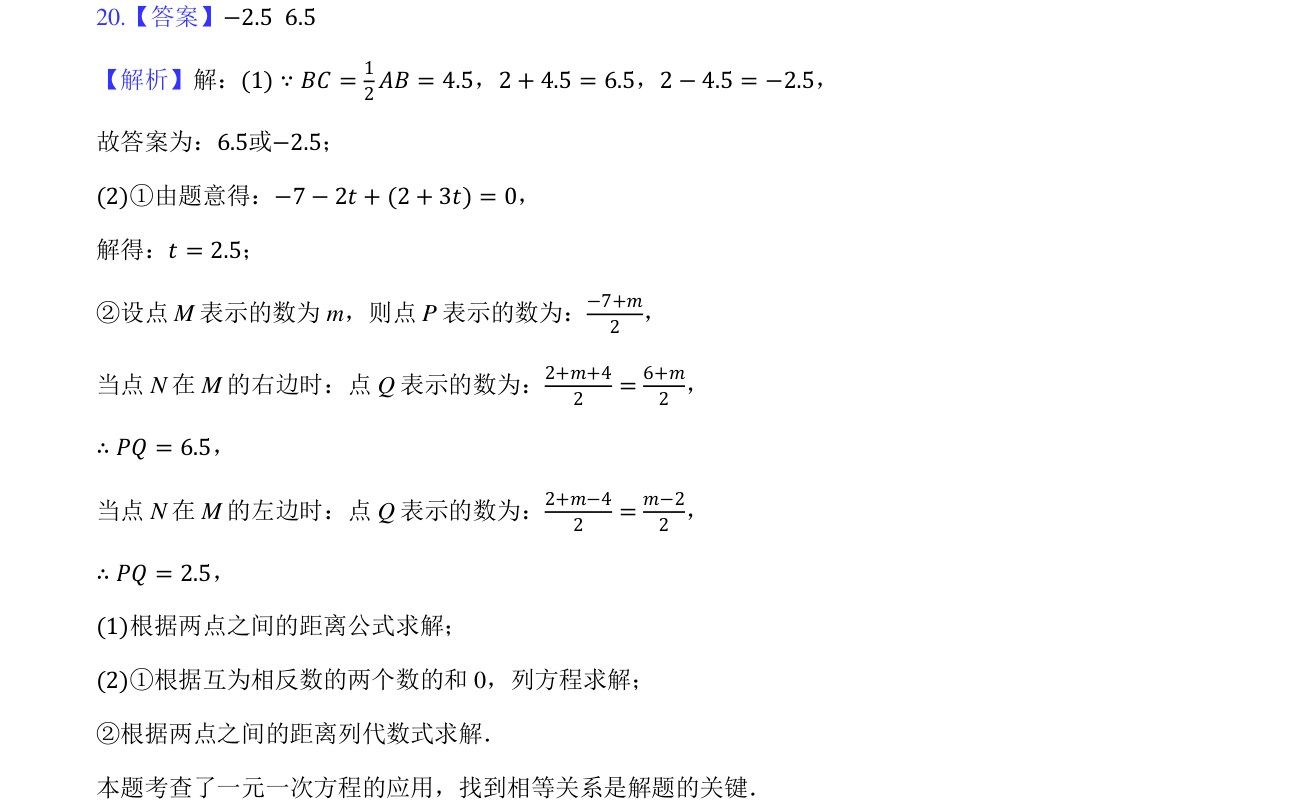 20.【答案】−2.5 6.5
【解析】解：(1) ∵ BC = 1/2 AB = 4.5，2 + 4.5 = 6.5，2 − 4.5 = −2.5，
故答案为：6.5或−2.5；
(2)①由题意得：−7 − 2t + (2 + 3t) = 0，
解得：t = 2.5；
②设点 M 表示的数为 m，则点 P 表示的数为：(−7+m)/2，
当点 N 在 M 的右边时：点 Q 表示的数为：(2+m+4)/2 = (6+m)/2，
∴ PQ = 6.5，
当点 N 在 M 的左边时：点 Q 表示的数为：(2+m−4)/2 = (m−2)/2，
∴ PQ = 2.5，
(1)根据两点之间的距离公式求解；
(2)①根据互为相反数的两个数的和 0，列方程求解；
②根据两点之间的距离列代数式求解．
本题考查了一元一次方程的应用，找到相等关系是解题的关键．